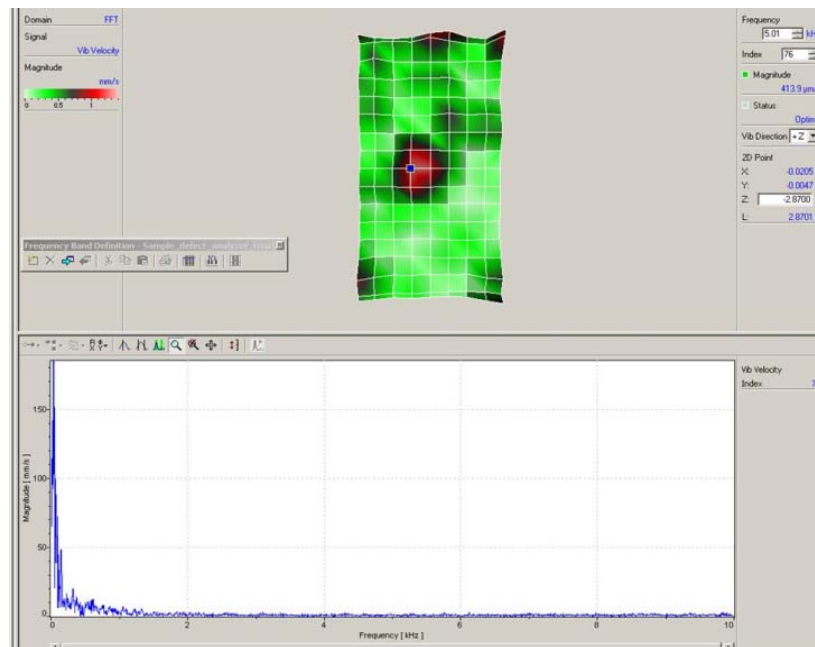 Domain FFT
Signal
Vib Velocity
Magnitude
mm/s
0 0.5 1
Frequency
5.01
Index 76
Magnitude
413.9
Status
Vib Direction +Z
2D Point
X: -0.0205
Y: -0.0047
Z: -2.8700
L: 2.8701
Frequency Band Definition - Sample_defect_analyzer
Vib Velocity
Index
Magnitude [ mm/s ]
150
100
50
0
0 2 4 6 8 10
Frequency [ kHz ]